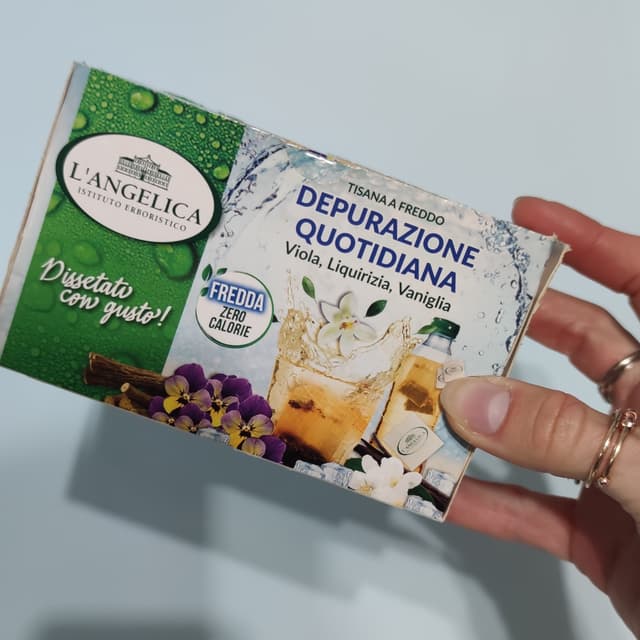 L'ANGELICA
ISTITUTO ERBORISTICO
Dissetati
con gusto!
TISANA A FREDDO
DEPURAZIONE
QUOTIDIANA
Viola, Liquirizia, Vaniglia
FREDDA
ZERO
CALORIE